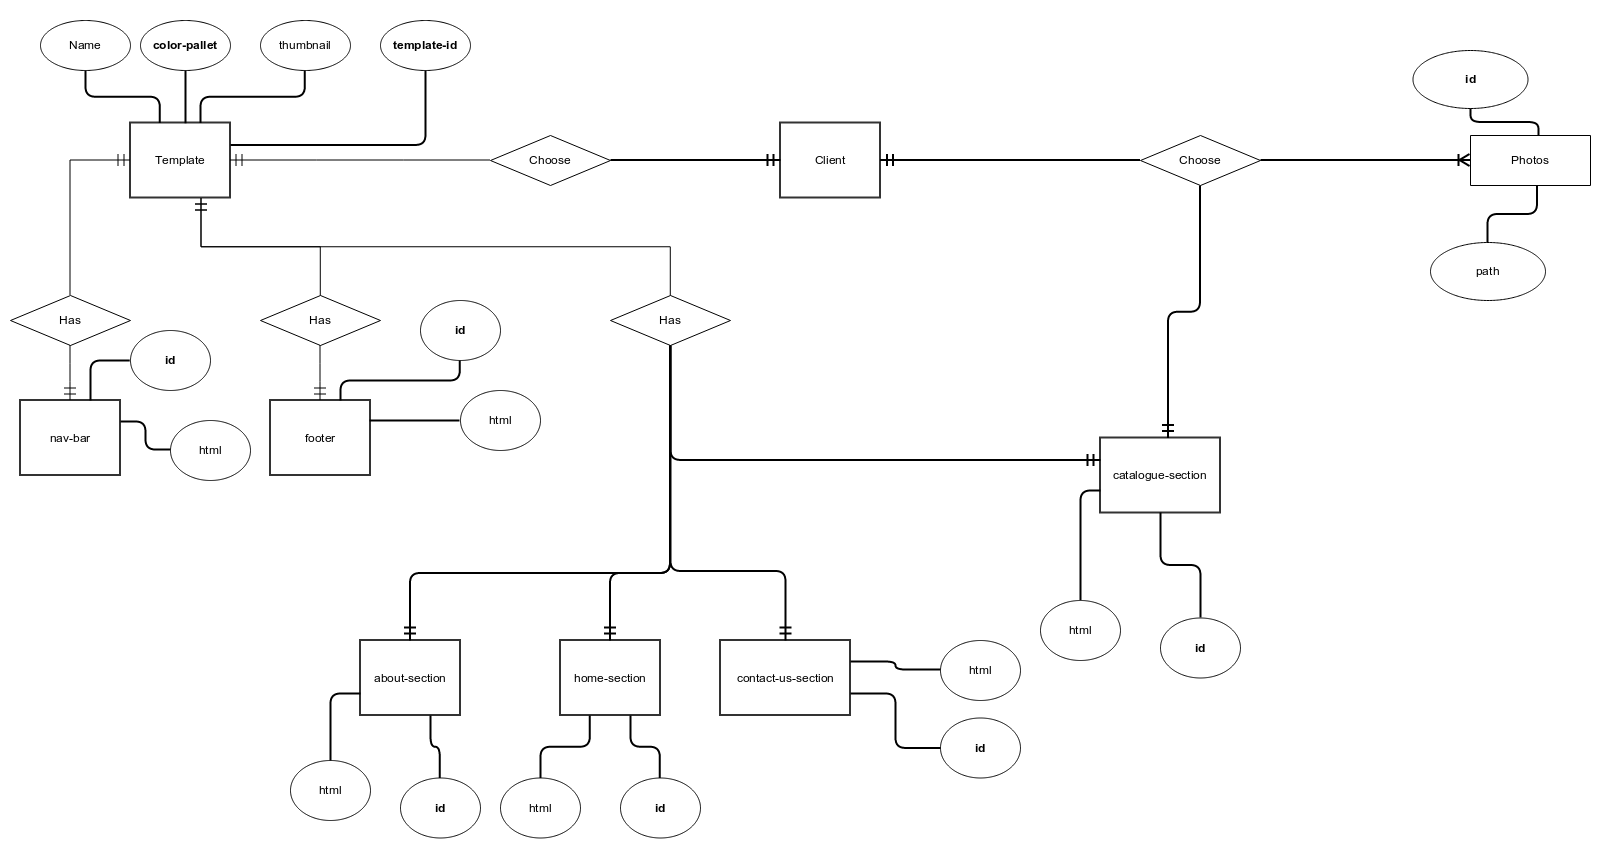 Name
color-pallet
thumbnail
template-id
id
Template
Choose
Client
Choose
Photos
path
Has
Has
Has
id
id
nav-bar
html
footer
html
catalogue-section
html
id
about-section
home-section
contact-us-section
html
id
html
id
html
id